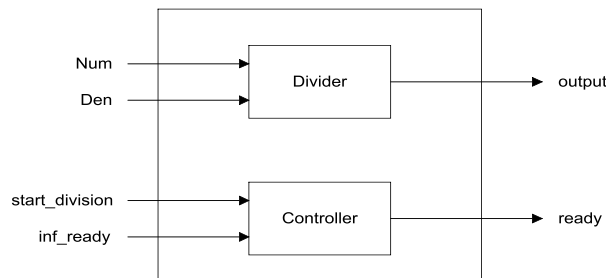 Num
Divider
output
Den
start_division
Controller
ready
inf_ready